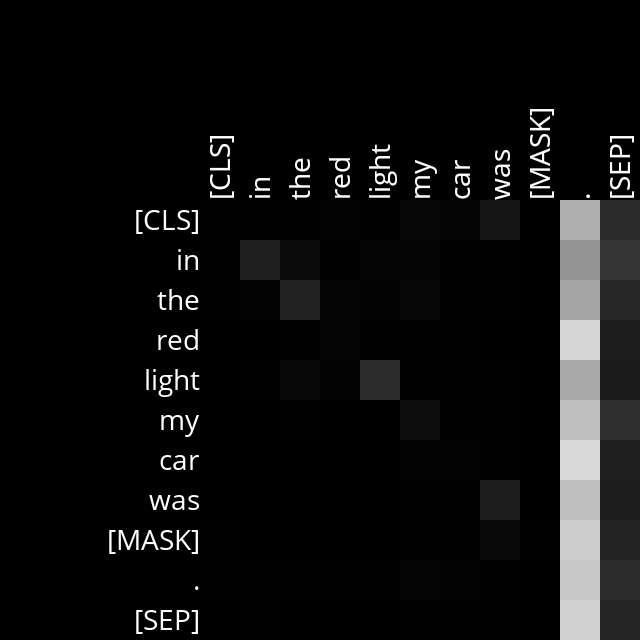 [CLS] in the red light my car was [MASK] . [SEP]
[CLS]
in
the
red
light
my
car
was
[MASK]
.
[SEP]